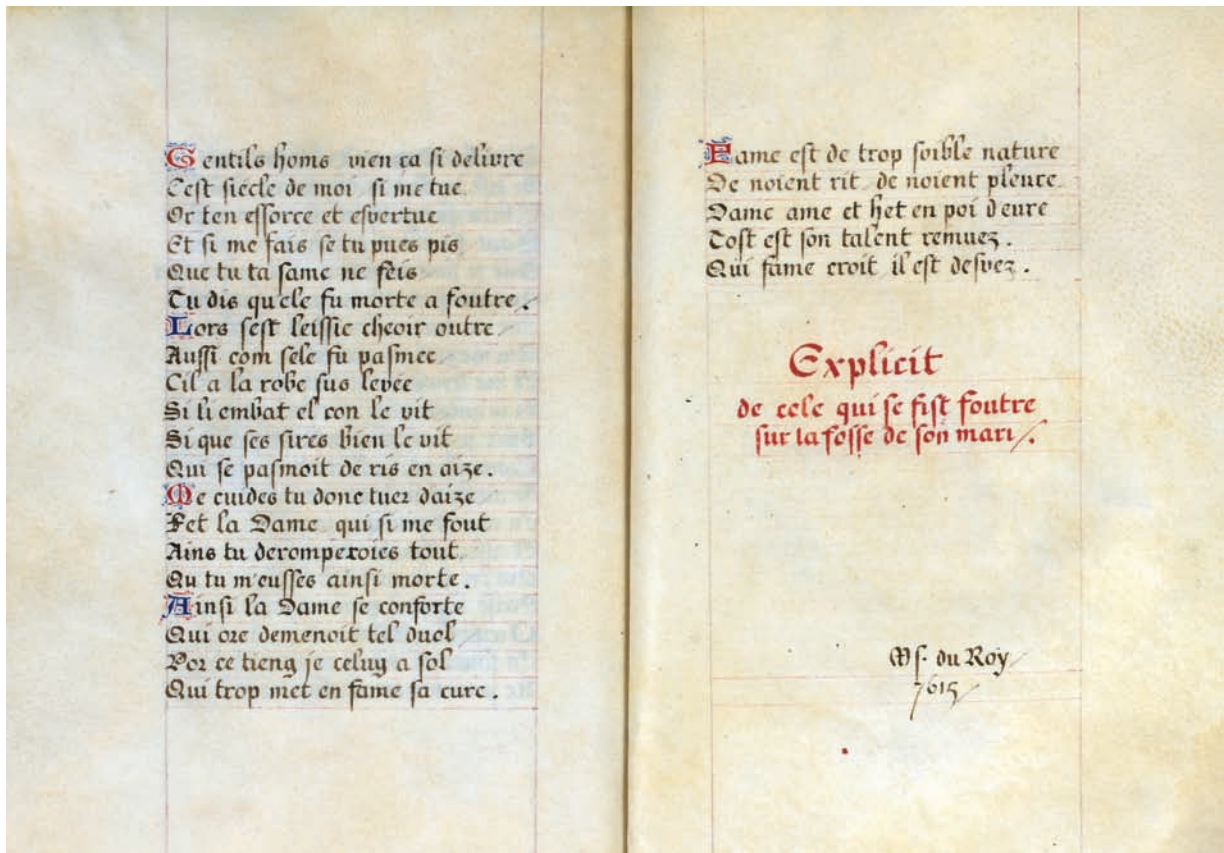 Gentils homs vien ca si delivre
Cest siecle de moi si me tue
Or ten efforce et esvertue
Et si me fais se tu pues pis
Que tu ta fame ne feis
Tu dis qu'ele fu morte a foutre.
Lors sest leissie cheoir outre
Aussi com sele fu pasmee
Cil a la robe sus levee
Si li embat el con le vit
Si que ses sires bien le vit
Qui se pasmoit de ris en aize.
Me cuides tu donc tuer daize
Fet la Dame qui si me fout
Ains tu deromperoies tout
Qu tu m'eusses ainsi morte.
Ainsi la Dame se conforte
Qui ore demenoit tel duol
Por ce tieng je celuy a fol
Qui trop met en fame sa cure.
Fame est de trop foible nature
De noient rit de noient pleure
Dame ame et het en poi d'eure
Tost est son talent remuez.
Qui fame croit il est desvez.
Explicit
de cele qui se fist foutre
sur la fosse de son mari.
Ms. du Roy
7615